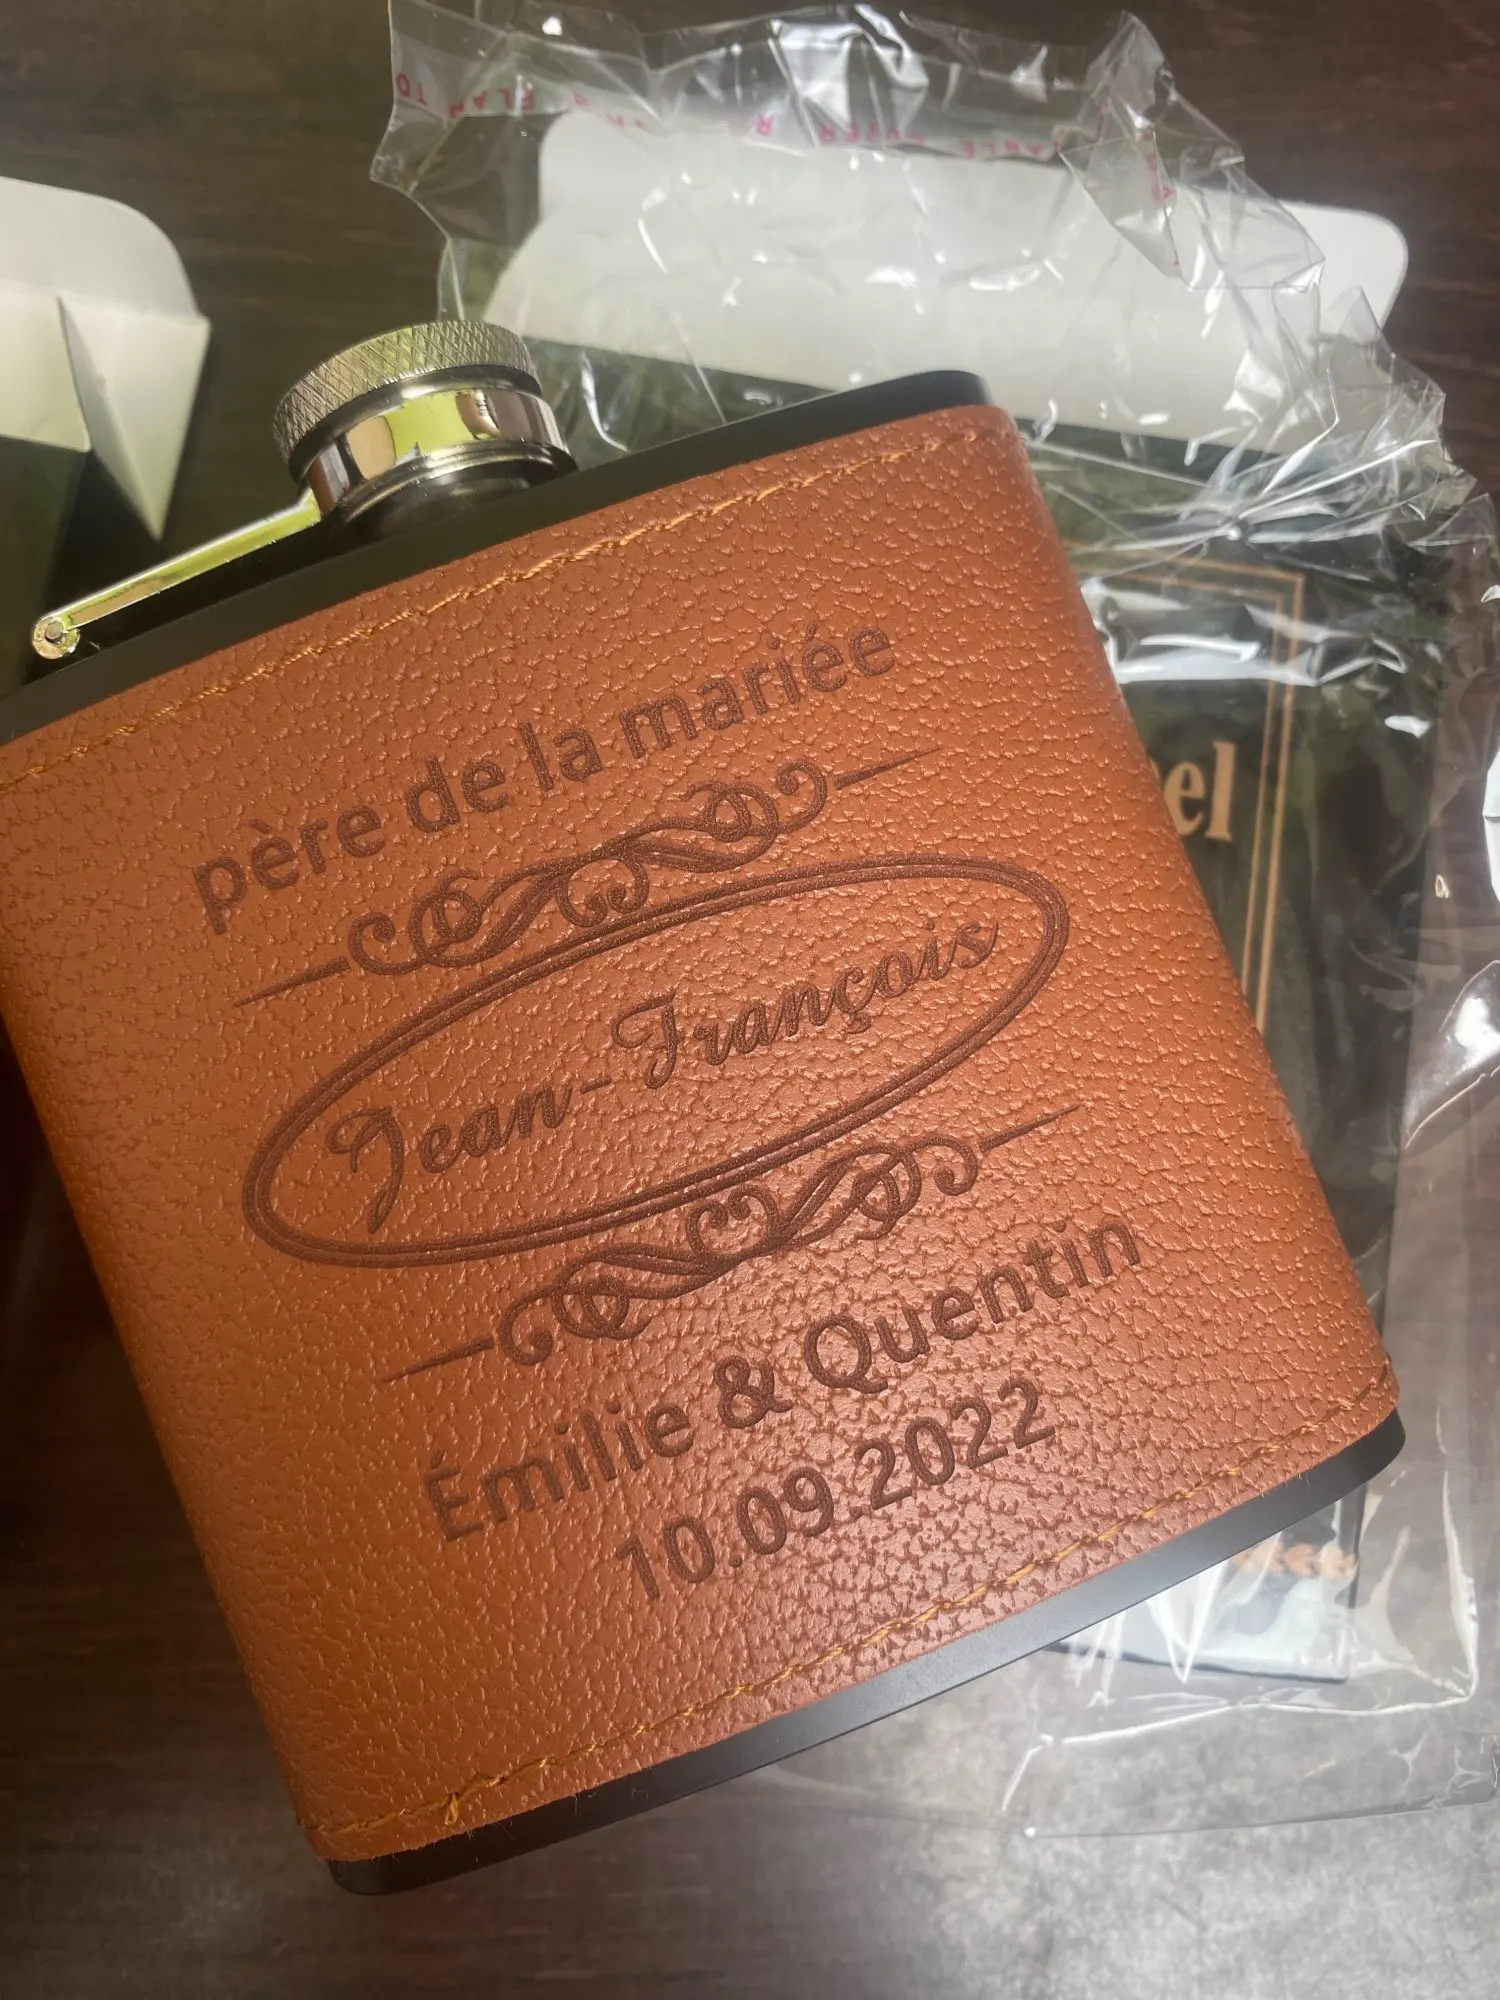 père de la mariée
Jean-François
Émilie & Quentin
10.09.2022